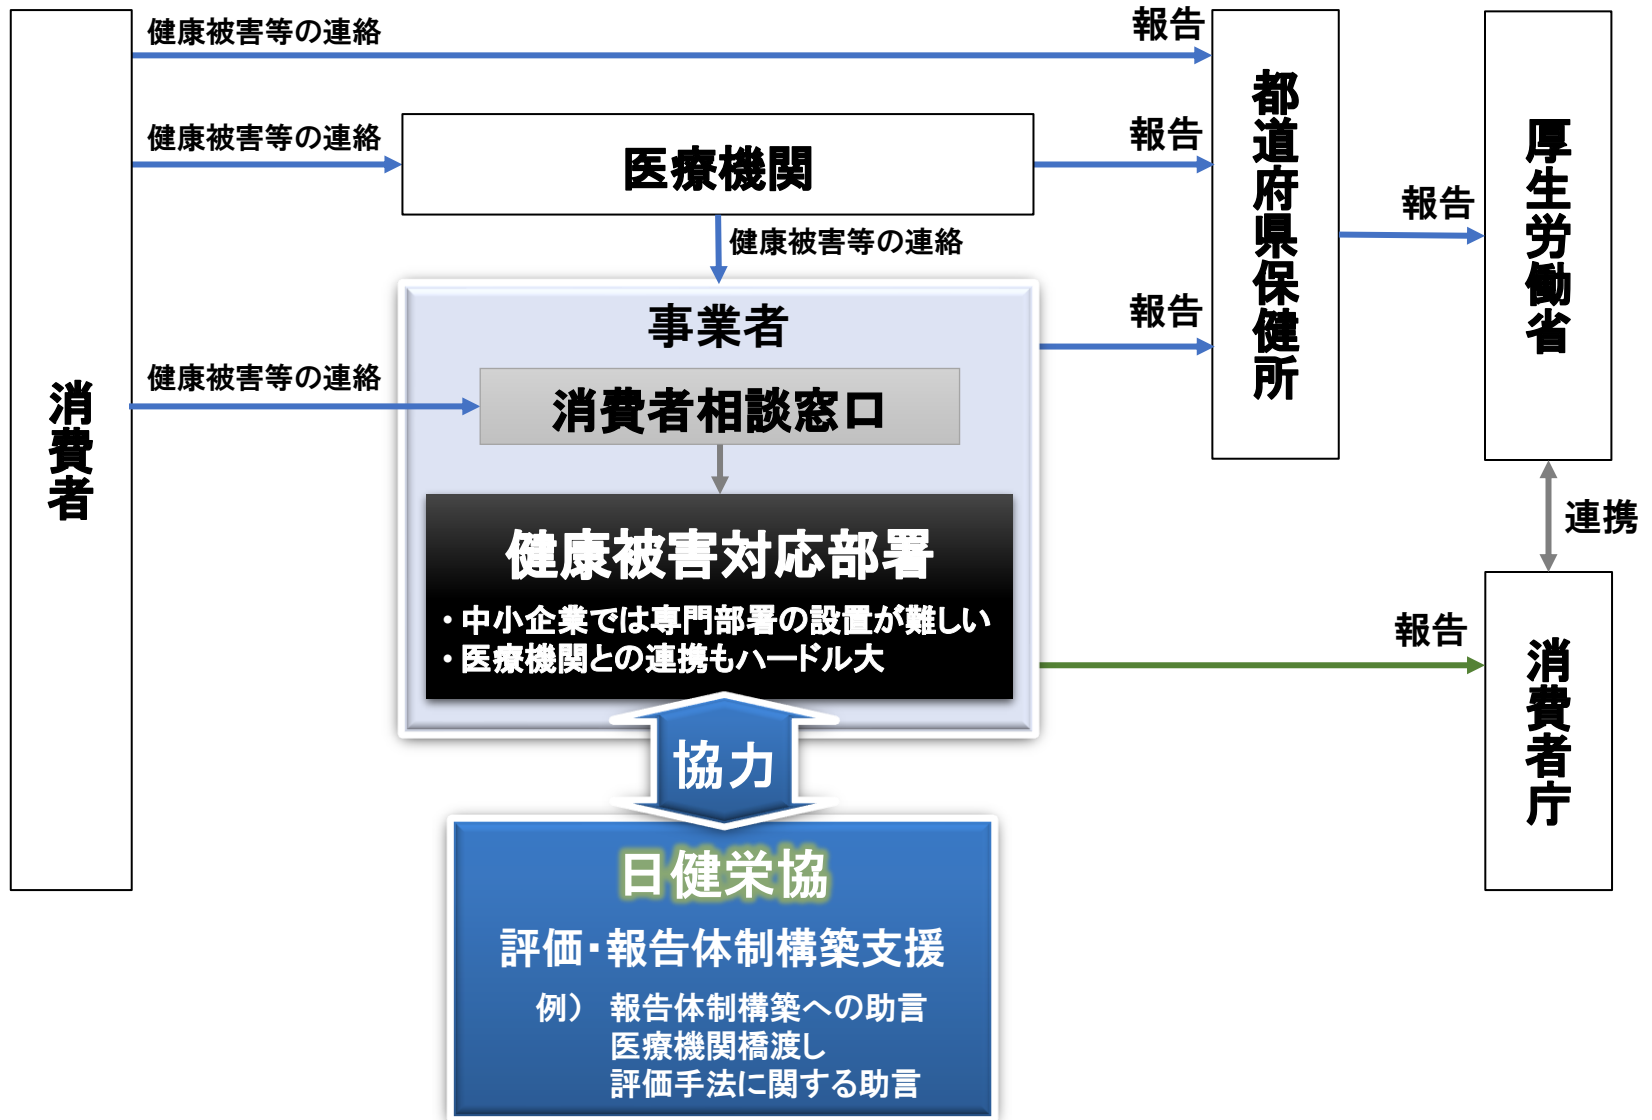 健康被害等の連絡
報告
健康被害等の連絡
医療機関
報告
健康被害等の連絡
事業者
報告
健康被害等の連絡
消費者相談窓口
消費者
都道府県保健所
報告
厚生労働省
連携
健康被害対応部署
・中小企業では専門部署の設置が難しい
・医療機関との連携もハードル大
報告
消費者庁
協力
日健栄協
評価・報告体制構築支援
例） 報告体制構築への助言
医療機関橋渡し
評価手法に関する助言